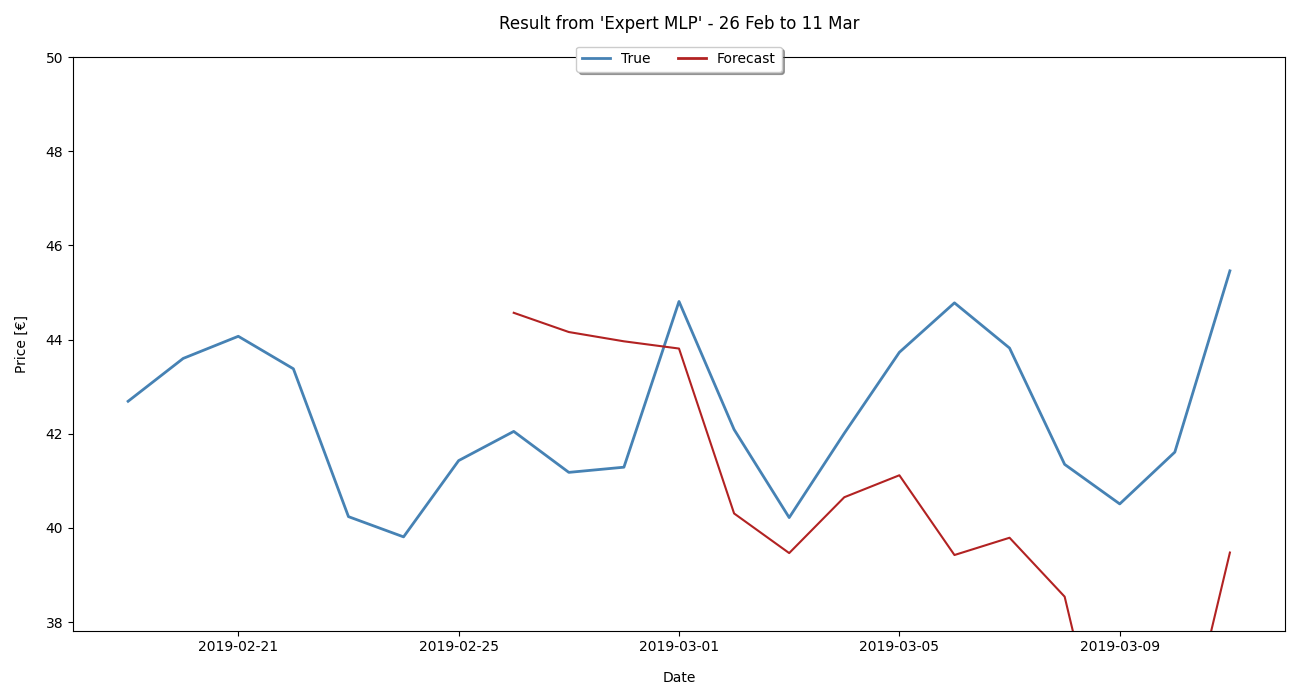 Result from 'Expert MLP' - 26 Feb to 11 Mar
True Forecast
50
48
46
44
42
40
38
Price [€]
2019-02-21 2019-02-25 2019-03-01 2019-03-05 2019-03-09
Date